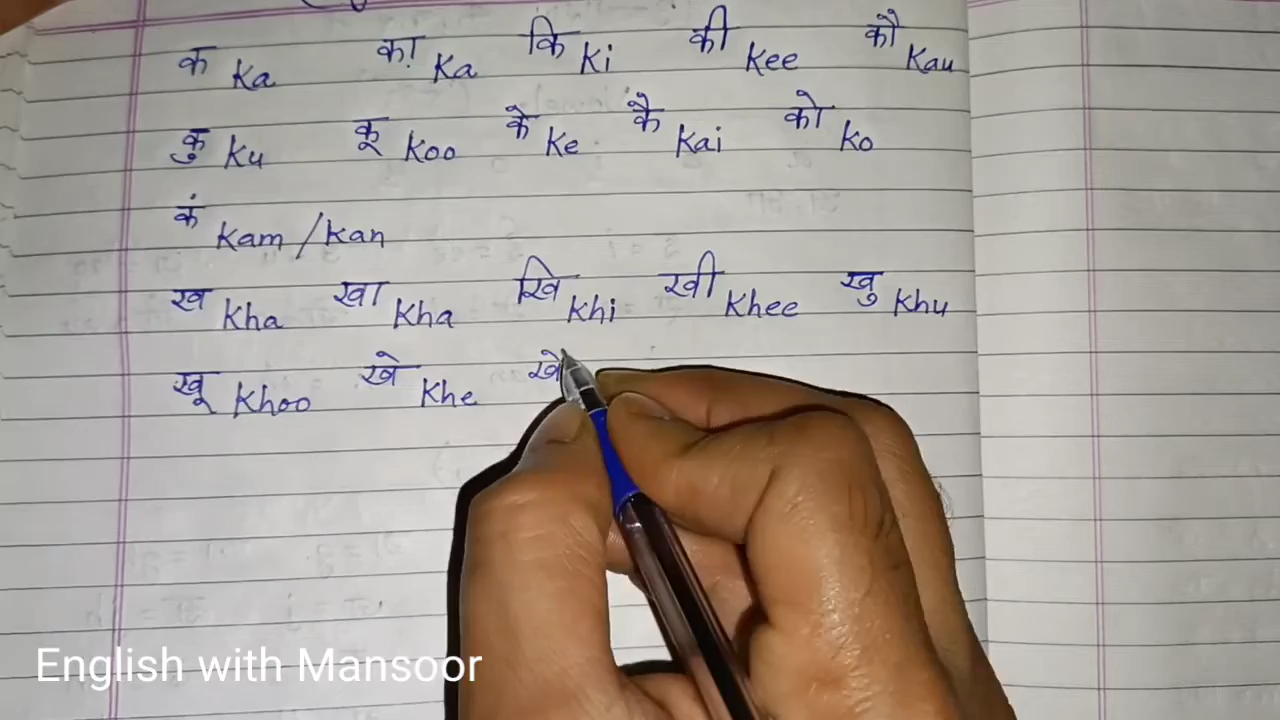 क Ka का Ka कि Ki की Kee कौ Kau
कु Ku कू Koo के Ke कै Kai को Ko
कं Kam / Kan
ख Kha खा Kha खि Khi खी Khee खु Khu
खू Khoo खे Khe खे
English with Mansoor